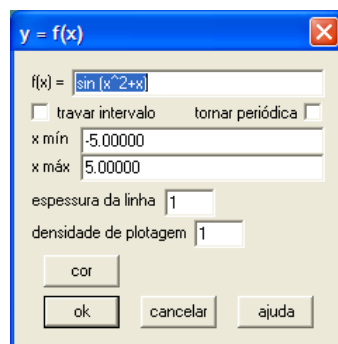 y = f(x)
f(x) = sin (x^2+x)
travar intervalo tornar periódica
x mín -5.00000
x máx 5.00000
espessura da linha 1
densidade de plotagem 1
cor
ok cancelar ajuda